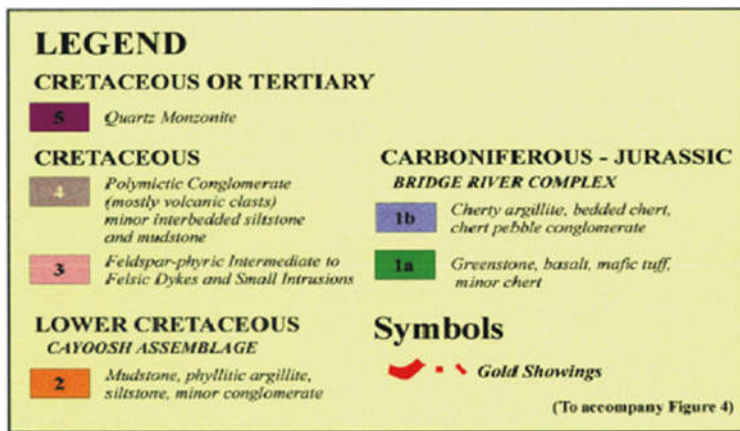 LEGEND
CRETACEOUS OR TERTIARY
5 Quartz Monzonite
CRETACEOUS
4 Polymictic Conglomerate
(mostly volcanic clasts)
minor interbedded siltstone
and mudstone
3 Feldspar-phyric Intermediate to
Felsic Dykes and Small Intrusions
LOWER CRETACEOUS
CAYOOSH ASSEMBLAGE
2 Mudstone, phyllitic argillite,
siltstone, minor conglomerate
CARBONIFEROUS - JURASSIC
BRIDGE RIVER COMPLEX
1b Cherty argillite, bedded chert,
chert pebble conglomerate
1a Greenstone, basalt, mafic tuff,
minor chert
Symbols
Gold Showings
(To accompany Figure 4)